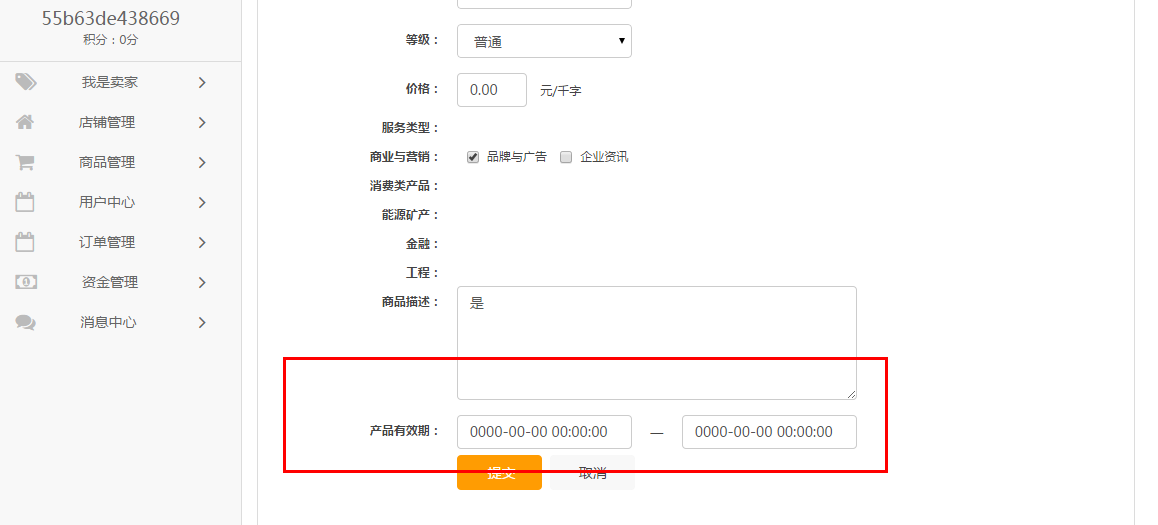 55b63de438669
积分：0分
我是卖家
店铺管理
商品管理
用户中心
订单管理
资金管理
消息中心
等级：
普通
价格：
0.00
元/千字
服务类型：
商业与营销：
品牌与广告
企业资讯
消费类产品：
能源矿产：
金融：
工程：
商品描述：
是
产品有效期：
0000-00-00 00:00:00
—
0000-00-00 00:00:00
提交
取消